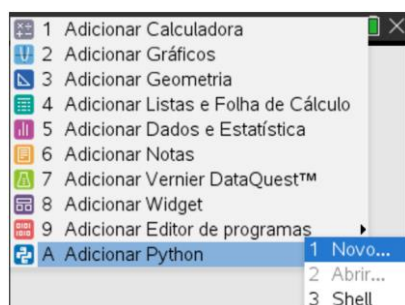 1 Adicionar Calculadora
2 Adicionar Gráficos
3 Adicionar Geometria
4 Adicionar Listas e Folha de Cálculo
5 Adicionar Dados e Estatística
6 Adicionar Notas
7 Adicionar Vernier DataQuest™
8 Adicionar Widget
9 Adicionar Editor de programas
A Adicionar Python
1 Novo...
2 Abrir...
3 Shell